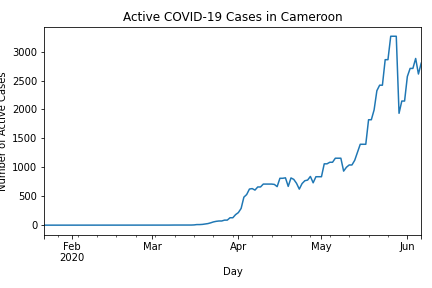 Active COVID-19 Cases in Cameroon
Number of Active Cases
3000
2500
2000
1500
1000
500
0
Feb
2020
Mar
Apr
May
Jun
Day